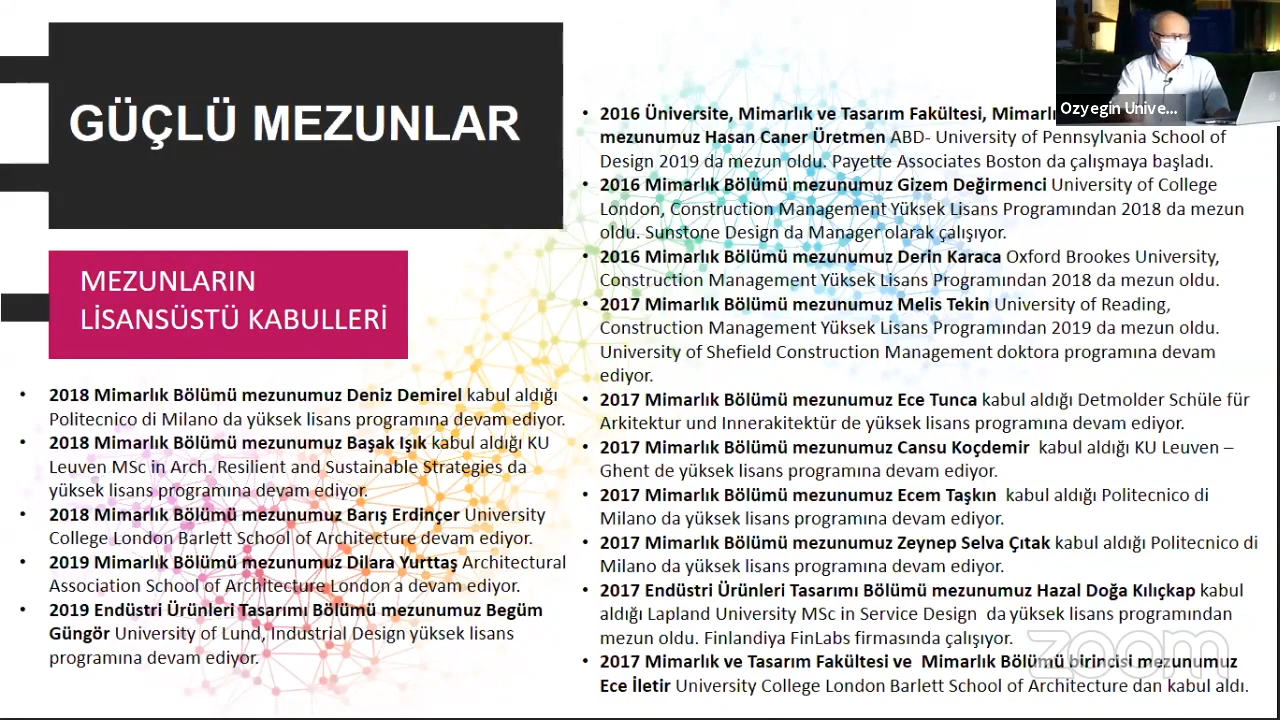 GÜÇLÜ MEZUNLAR
MEZUNLARIN
LİSANSÜSTÜ KABULLERİ
• 2018 Mimarlık Bölümü mezunumuz Deniz Demirel kabul aldığı
Politecnico di Milano da yüksek lisans programına devam ediyor.
• 2018 Mimarlık Bölümü mezunumuz Başak Işık kabul aldığı KU
Leuven MSc in Arch. Resilient and Sustainable Strategies da
yüksek lisans programına devam ediyor.
• 2018 Mimarlık Bölümü mezunumuz Barış Erdinçer University
College London Barlett School of Architecture devam ediyor.
• 2019 Mimarlık Bölümü mezunumuz Dilara Yurttaş Architectural
Association School of Architecture London a devam ediyor.
• 2019 Endüstri Ürünleri Tasarımı Bölümü mezunumuz Begüm
Güngör University of Lund, Industrial Design yüksek lisans
programına devam ediyor.
• 2016 Üniversite, Mimarlık ve Tasarım Fakültesi,
mezunumuz Hasan Caner Üretmen ABD- University of Pennsylvania School of
Design 2019 da mezun oldu. Payette Associates Boston da çalışmaya başladı.
• 2016 Mimarlık Bölümü mezunumuz Gizem Değirmenci University of College
London, Construction Management Yüksek Lisans Programından 2018 da mezun
oldu. Sunstone Design da Manager olarak çalışıyor.
• 2016 Mimarlık Bölümü mezunumuz Derin Karaca Oxford Brookes University,
Construction Management Yüksek Lisans Programından 2018 da mezun oldu.
• 2017 Mimarlık Bölümü mezunumuz Melis Tekin University of Reading,
Construction Management Yüksek Lisans Programından 2019 da mezun oldu.
University of Shefield Construction Management doktora programına devam
ediyor.
• 2017 Mimarlık Bölümü mezunumuz Ece Tunca kabul aldığı Detmolder Schüle für
Arkitektur und Innerakitektür de yüksek lisans programına devam ediyor.
• 2017 Mimarlık Bölümü mezunumuz Cansu Koçdemir kabul aldığı KU Leuven –
Ghent de yüksek lisans programına devam ediyor.
• 2017 Mimarlık Bölümü mezunumuz Ecem Taşkın kabul aldığı Politecnico di
Milano da yüksek lisans programına devam ediyor.
• 2017 Mimarlık Bölümü mezunumuz Zeynep Selva Çıtak kabul aldığı Politecnico di
Milano da yüksek lisans programına devam ediyor.
• 2017 Endüstri Ürünleri Tasarımı Bölümü mezunumuz Hazal Doğa Kılıçkap kabul
aldığı Lapland University MSc in Service Design da yüksek lisans programından
mezun oldu. Finlandiya FinLabs firmasında çalışıyor.
• 2017 Mimarlık ve Tasarım Fakültesi ve Mimarlık Bölümü birincisi mezunumuz
Ece İletir University College London Barlett School of Architecture dan kabul aldı.
Ozyegin Unive...
zoom